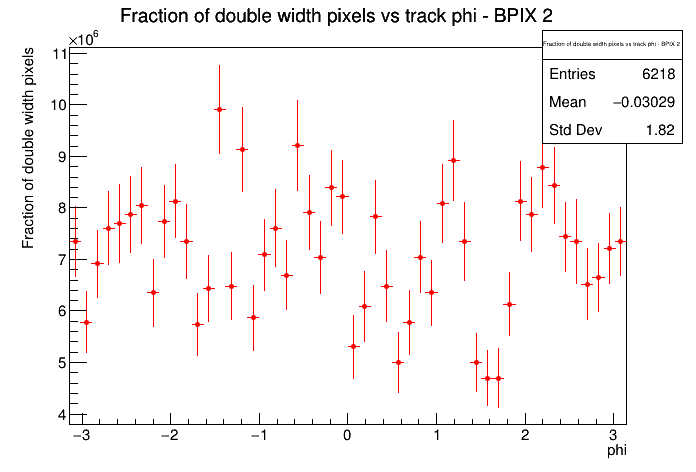 Fraction of double width pixels vs track phi - BPIX 2
×10⁶
Fraction of double width pixels vs track phi - BPIX 2
Entries 6218
Mean −0.03029
Std Dev 1.82
Fraction of double width pixels
11
10
9
8
7
6
5
4
−3 −2 −1 0 1 2 3
phi